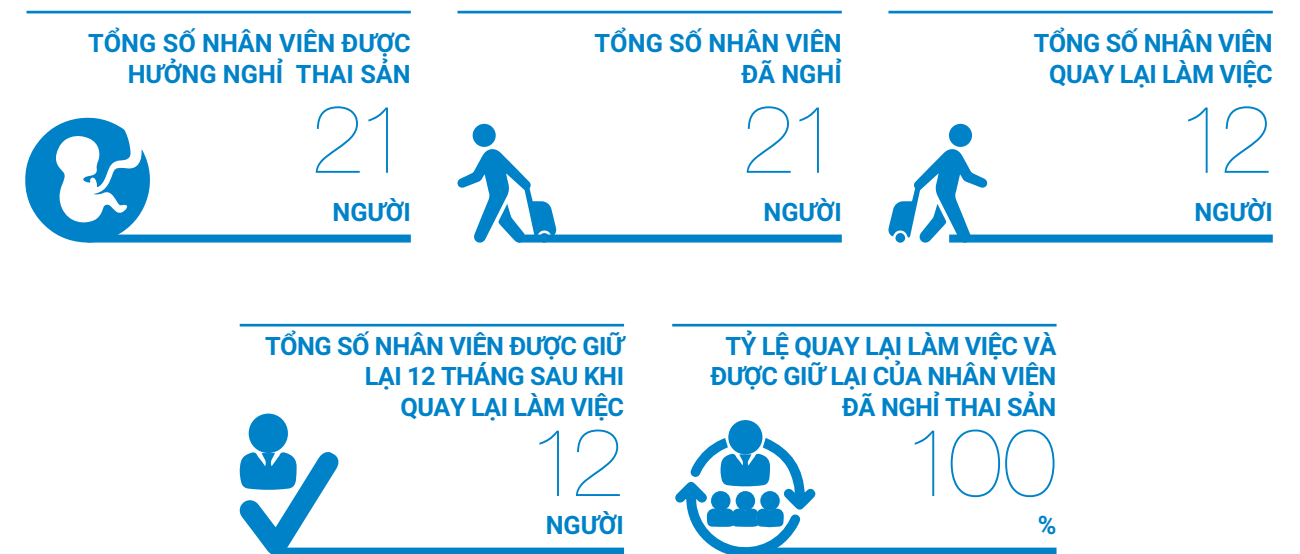 TỔNG SỐ NHÂN VIÊN ĐƯỢC
HƯỞNG NGHỈ THAI SẢN
21
NGƯỜI
TỔNG SỐ NHÂN VIÊN
ĐÃ NGHỈ
21
NGƯỜI
TỔNG SỐ NHÂN VIÊN
QUAY LẠI LÀM VIỆC
12
NGƯỜI
TỔNG SỐ NHÂN VIÊN ĐƯỢC GIỮ
LẠI 12 THÁNG SAU KHI
QUAY LẠI LÀM VIỆC
12
NGƯỜI
TỶ LỆ QUAY LẠI LÀM VIỆC VÀ
ĐƯỢC GIỮ LẠI CỦA NHÂN VIÊN
ĐÃ NGHỈ THAI SẢN
100
%